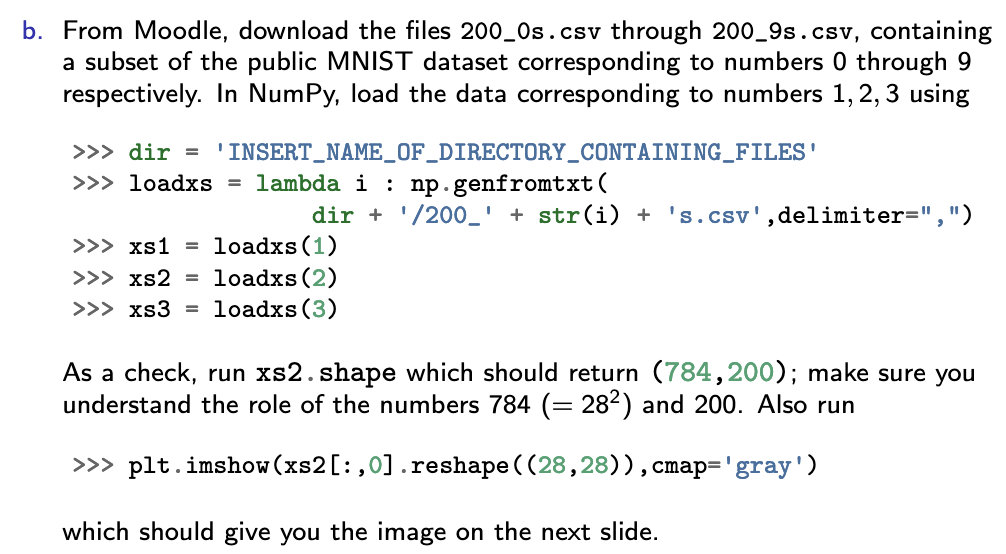 b. From Moodle, download the files 200_0s.csv through 200_9s.csv, containing
a subset of the public MNIST dataset corresponding to numbers 0 through 9
respectively. In NumPy, load the data corresponding to numbers 1, 2, 3 using
>>> dir = 'INSERT_NAME_OF_DIRECTORY_CONTAINING_FILES'
>>> loadxs = lambda i : np.genfromtxt(
dir + '/200_' + str(i) + 's.csv',delimiter=",")
>>> xs1 = loadxs(1)
>>> xs2 = loadxs(2)
>>> xs3 = loadxs(3)
As a check, run xs2.shape which should return (784,200); make sure you
understand the role of the numbers 784 (= 28²) and 200. Also run
>>> plt.imshow(xs2[:,0].reshape((28,28)),cmap='gray')
which should give you the image on the next slide.